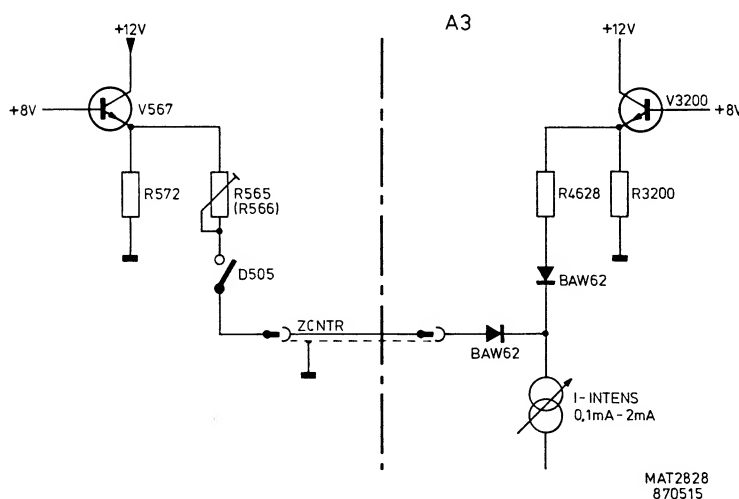 A3
+12V
+12V
+8V
V567
V3200
+8V
R572
R565
(R566)
R4628
R3200
D505
BAW62
ZCNTR
BAW62
I-INTENS
0,1mA-2mA
MAT2828
870515